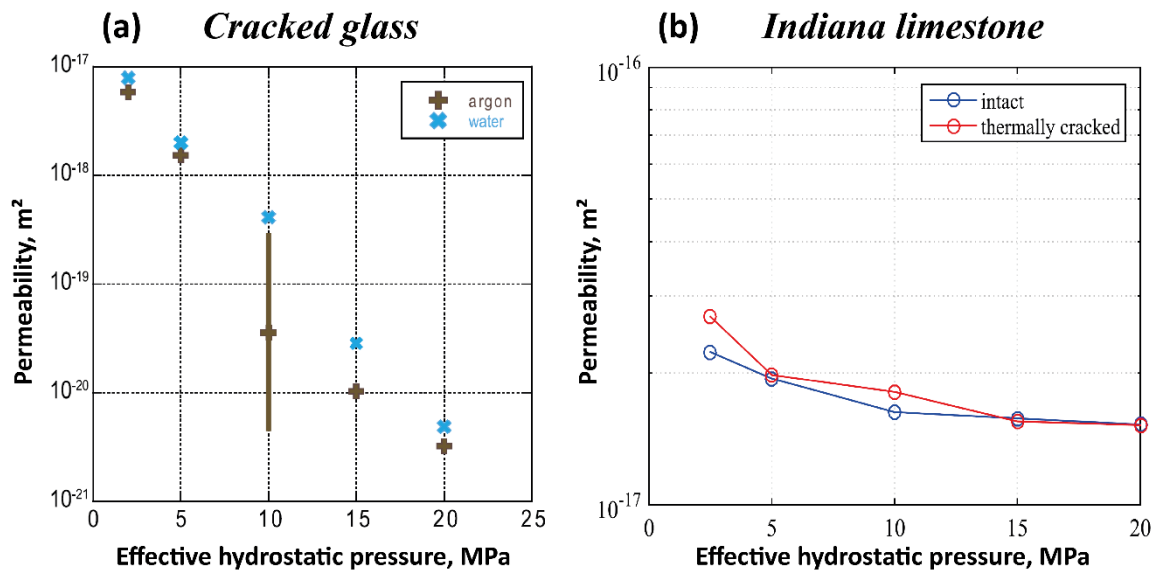 (a) Cracked glass
Permeability, m²
10⁻¹⁷
10⁻¹⁸
10⁻¹⁹
10⁻²⁰
10⁻²¹
argon
water
0 5 10 15 20 25
Effective hydrostatic pressure, MPa
(b) Indiana limestone
Permeability, m²
10⁻¹⁶
10⁻¹⁷
intact
thermally cracked
0 5 10 15 20
Effective hydrostatic pressure, MPa